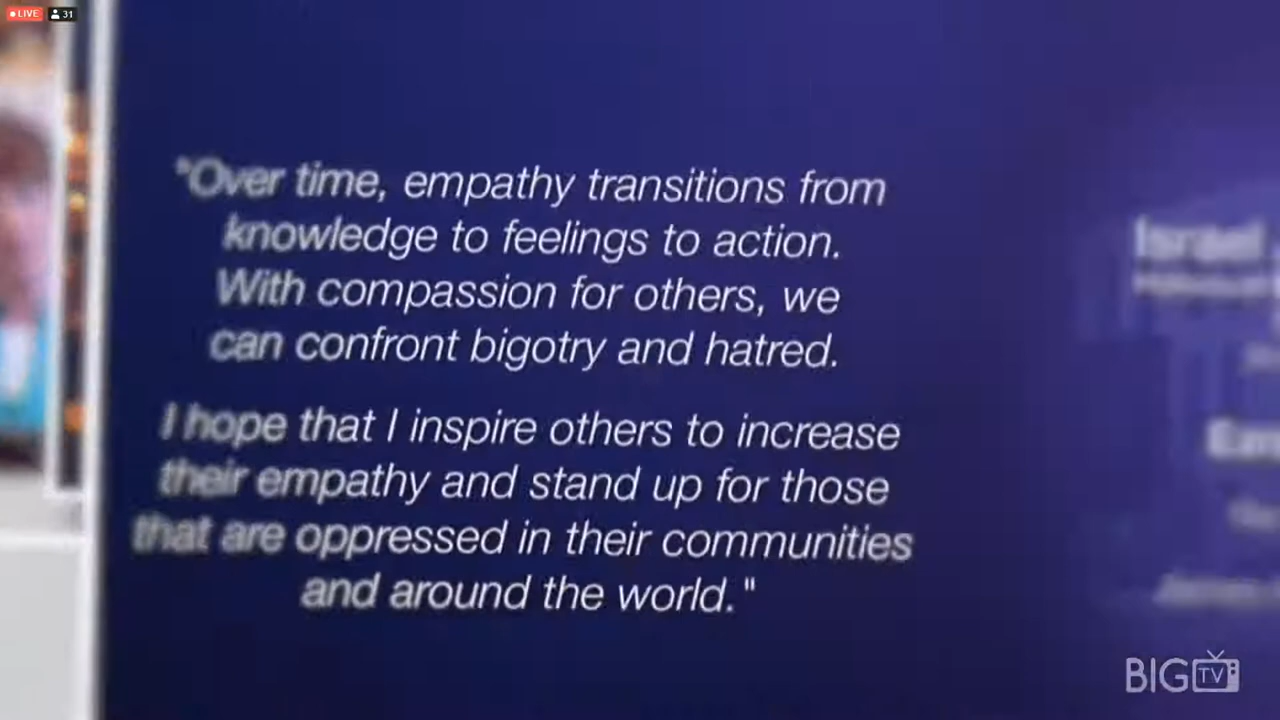 LIVE 31
"Over time, empathy transitions from
knowledge to feelings to action.
With compassion for others, we
can confront bigotry and hatred.
I hope that I inspire others to increase
their empathy and stand up for those
that are oppressed in their communities
and around the world."
Israel
BIG TV